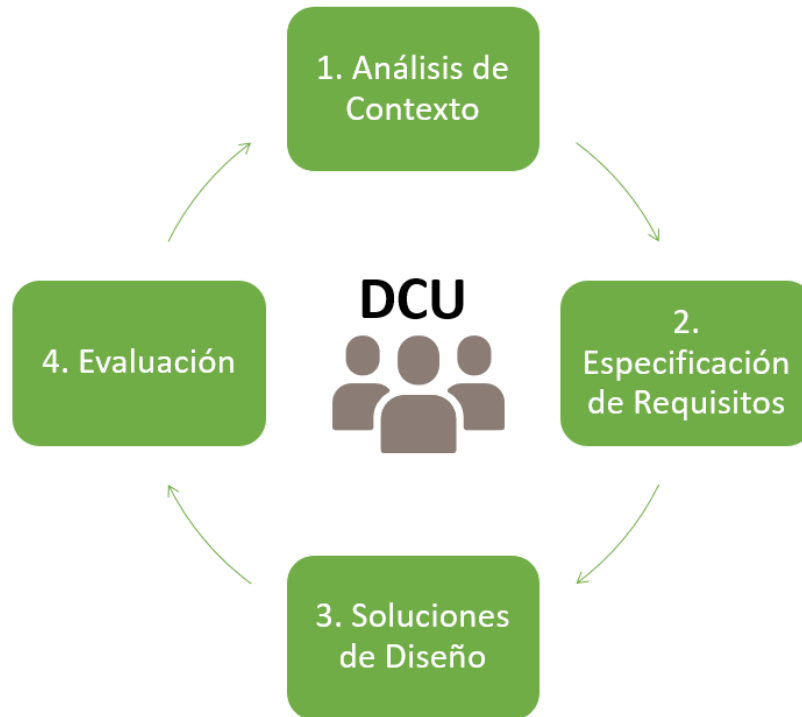 1. Análisis de
Contexto
DCU
2.
Especificación
de Requisitos
4. Evaluación
3. Soluciones
de Diseño